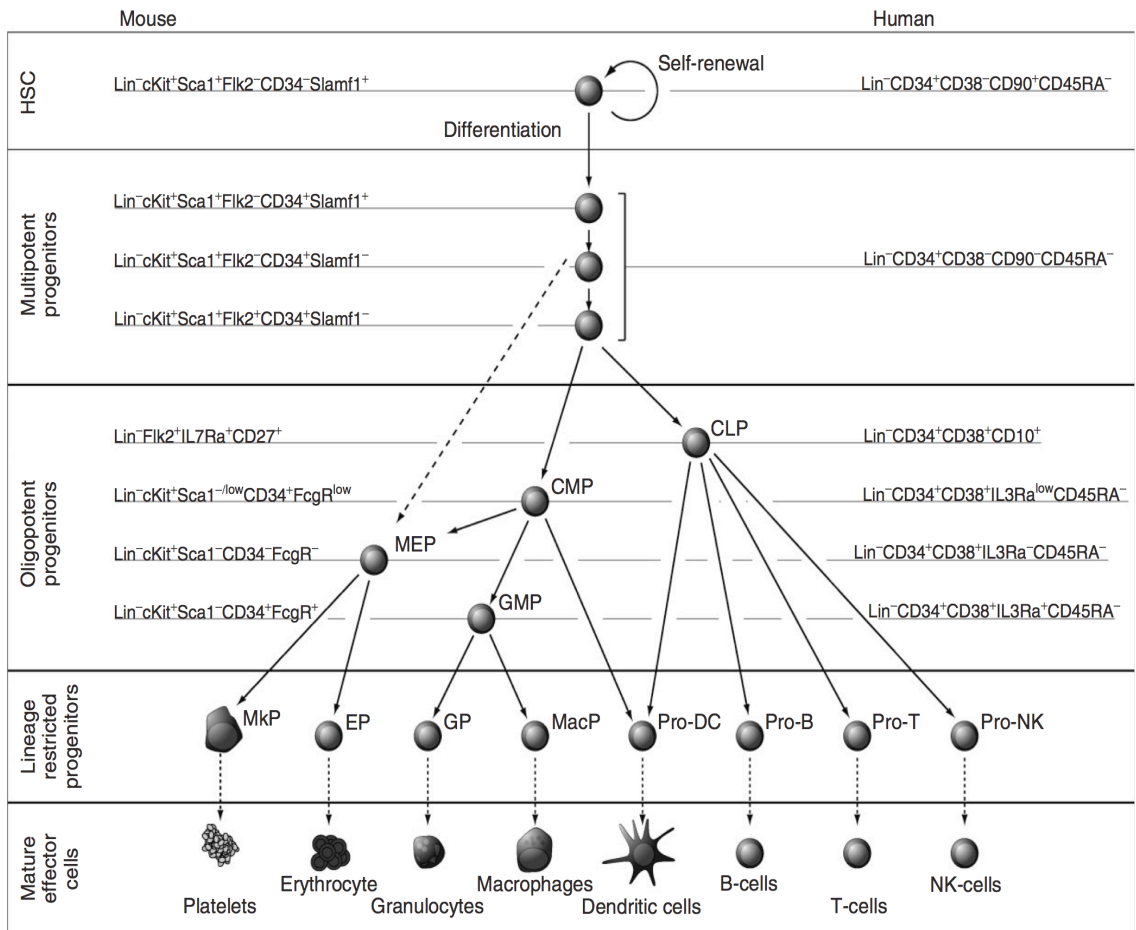 Mouse
Human
HSC
Lin⁻cKit⁺Sca1⁺Flk2⁻CD34⁻Slamf1⁺
Self-renewal
Lin⁻CD34⁺CD38⁻CD90⁺CD45RA⁻
Differentiation
Multipotent
progenitors
Lin⁻cKit⁺Sca1⁺Flk2⁻CD34⁺Slamf1⁺
Lin⁻cKit⁺Sca1⁺Flk2⁻CD34⁺Slamf1⁻
Lin⁻CD34⁺CD38⁻CD90⁻CD45RA⁻
Lin⁻cKit⁺Sca1⁺Flk2⁺CD34⁺Slamf1⁻
Oligopotent
progenitors
Lin⁻Flk2⁺IL7Ra⁺CD27⁺
CLP
Lin⁻CD34⁺CD38⁺CD10⁺
Lin⁻cKit⁺Sca1⁻/ˡᵒʷCD34⁺FcgRˡᵒʷ
CMP
Lin⁻CD34⁺CD38⁺IL3RaˡᵒʷCD45RA⁻
Lin⁻cKit⁺Sca1⁻CD34⁻FcgR⁻
MEP
Lin⁻CD34⁺CD38⁺IL3Ra⁻CD45RA⁻
Lin⁻cKit⁺Sca1⁻CD34⁺FcgR⁺
GMP
Lin⁻CD34⁺CD38⁺IL3Ra⁺CD45RA⁻
Lineage
restricted
progenitors
MkP
EP
GP
MacP
Pro-DC
Pro-B
Pro-T
Pro-NK
Mature
effector
cells
Platelets
Erythrocyte
Granulocytes
Macrophages
Dendritic cells
B-cells
T-cells
NK-cells